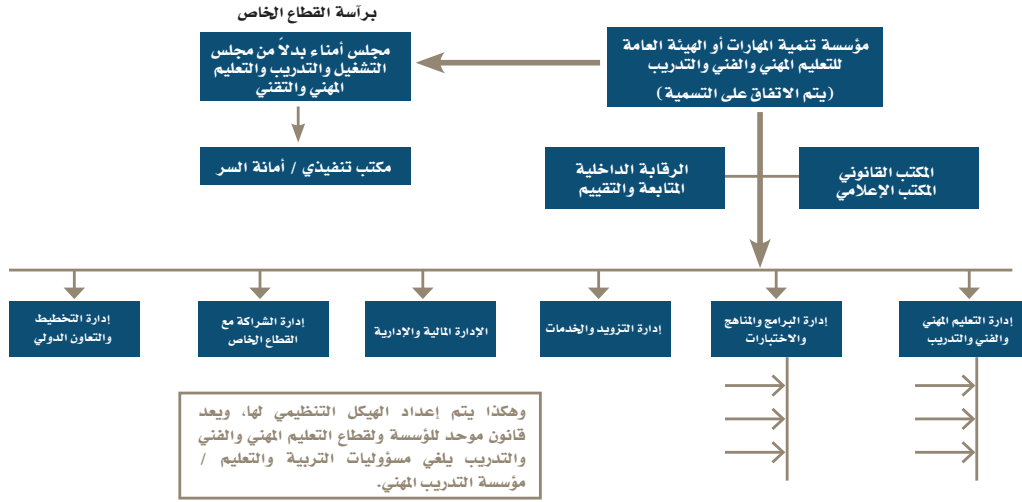 برآسة القطاع الخاص
مؤسسة تنمية المهارات أو الهيئة العامة
للتعليم المهني والفني والتدريب
(يتم الاتفاق على التسمية)
مجلس أمناء بدلاً من مجلس
التشغيل والتدريب والتعليم
المهني والتقني
مكتب تنفيذي / أمانة السر
المكتب القانوني
المكتب الإعلامي
الرقابة الداخلية
المتابعة والتقييم
إدارة التعليم المهني
والفني والتدريب
إدارة البرامج والمناهج
والاختبارات
إدارة التزويد والخدمات
الإدارة المالية والإدارية
إدارة الشراكة مع
القطاع الخاص
إدارة التخطيط
والتعاون الدولي
وهكذا يتم إعداد الهيكل التنظيمي لها، ويعد
قانون موحد للؤسسة ولقطاع التعليم المهني والفني
والتدريب يلغي مسؤوليات التربية والتعليم /
مؤسسة التدريب المهني.